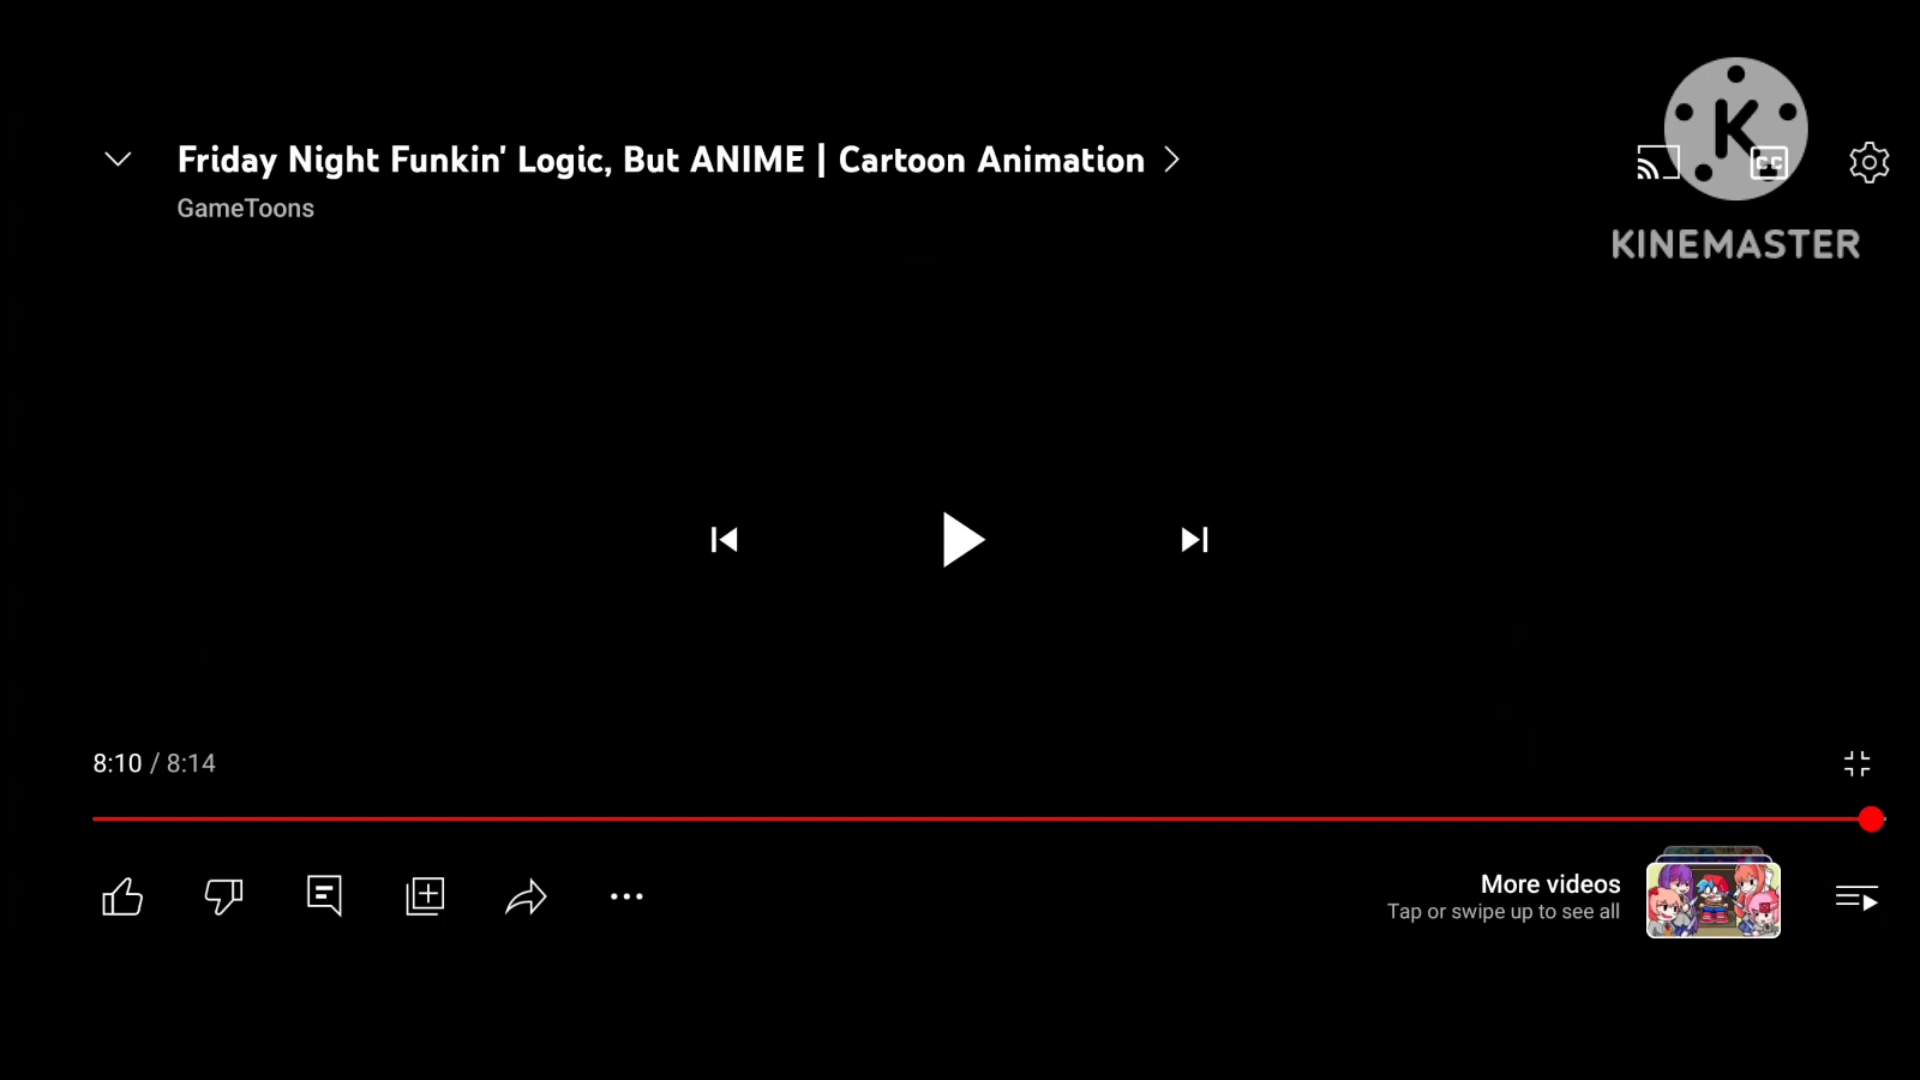 Friday Night Funkin' Logic, But ANIME | Cartoon Animation
GameToons
K
CC
KINEMASTER
8:10 / 8:14
More videos
Tap or swipe up to see all